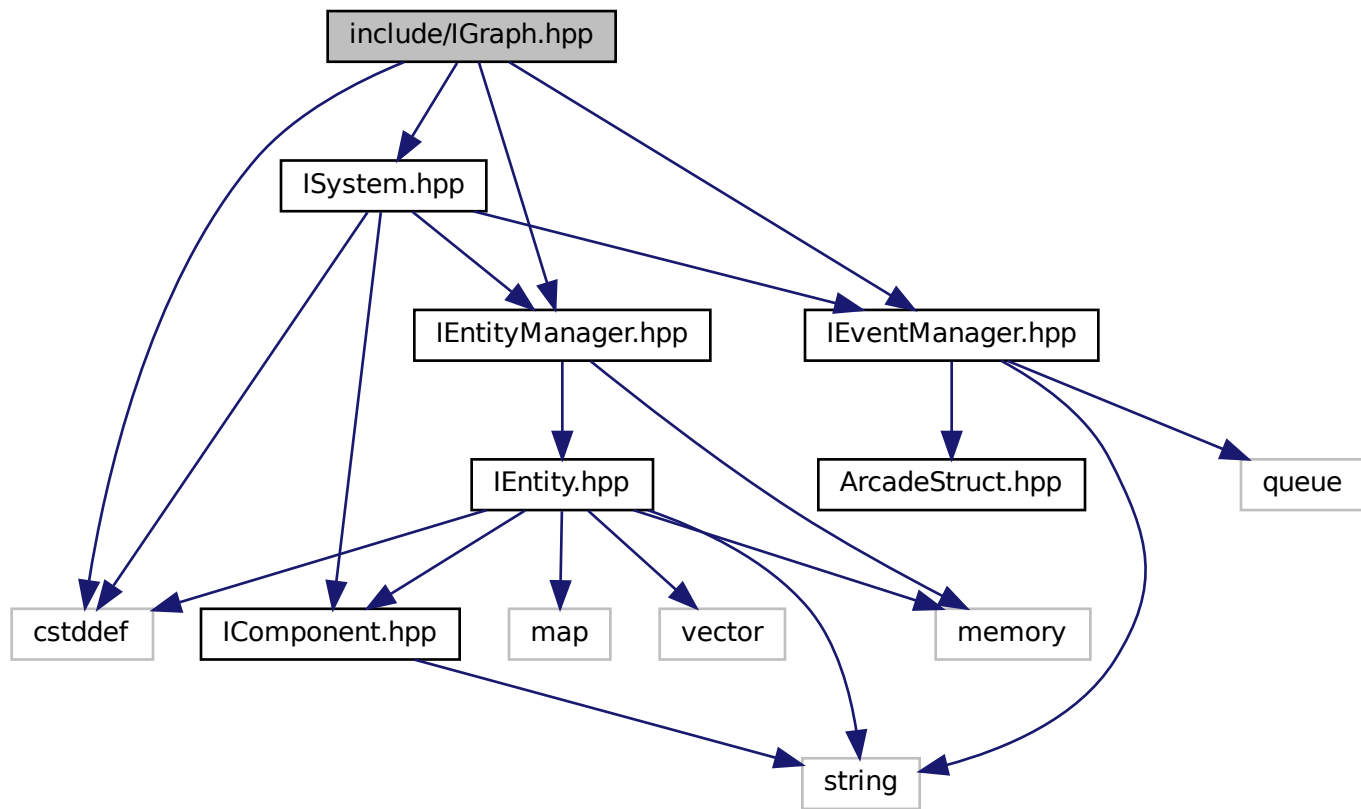 include/IGraph.hpp
ISystem.hpp
IEntityManager.hpp
IEventManager.hpp
IEntity.hpp
ArcadeStruct.hpp
queue
cstddef
IComponent.hpp
map
vector
memory
string